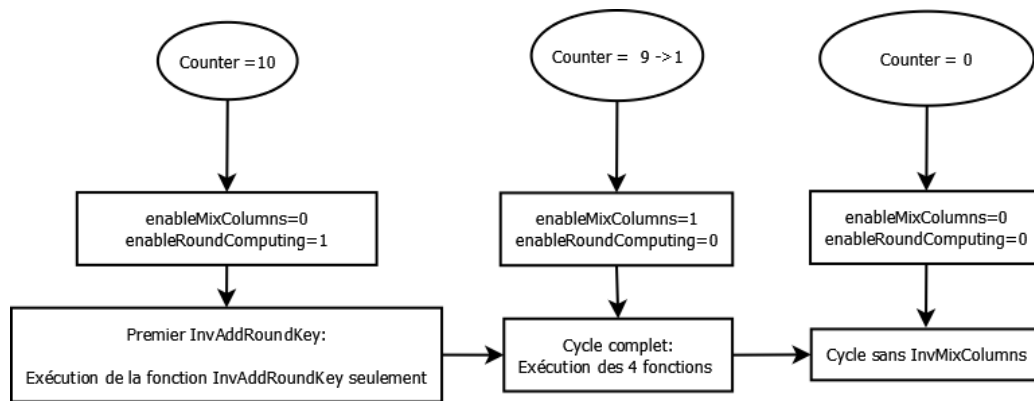 Counter =10
Counter =  9 ->1
Counter = 0
enableMixColumns=0
enableRoundComputing=1
enableMixColumns=1
enableRoundComputing=0
enableMixColumns=0
enableRoundComputing=0
Premier InvAddRoundKey:
Exécution de la fonction InvAddRoundKey seulement
Cycle complet:
Exécution des 4 fonctions
Cycle sans InvMixColumns